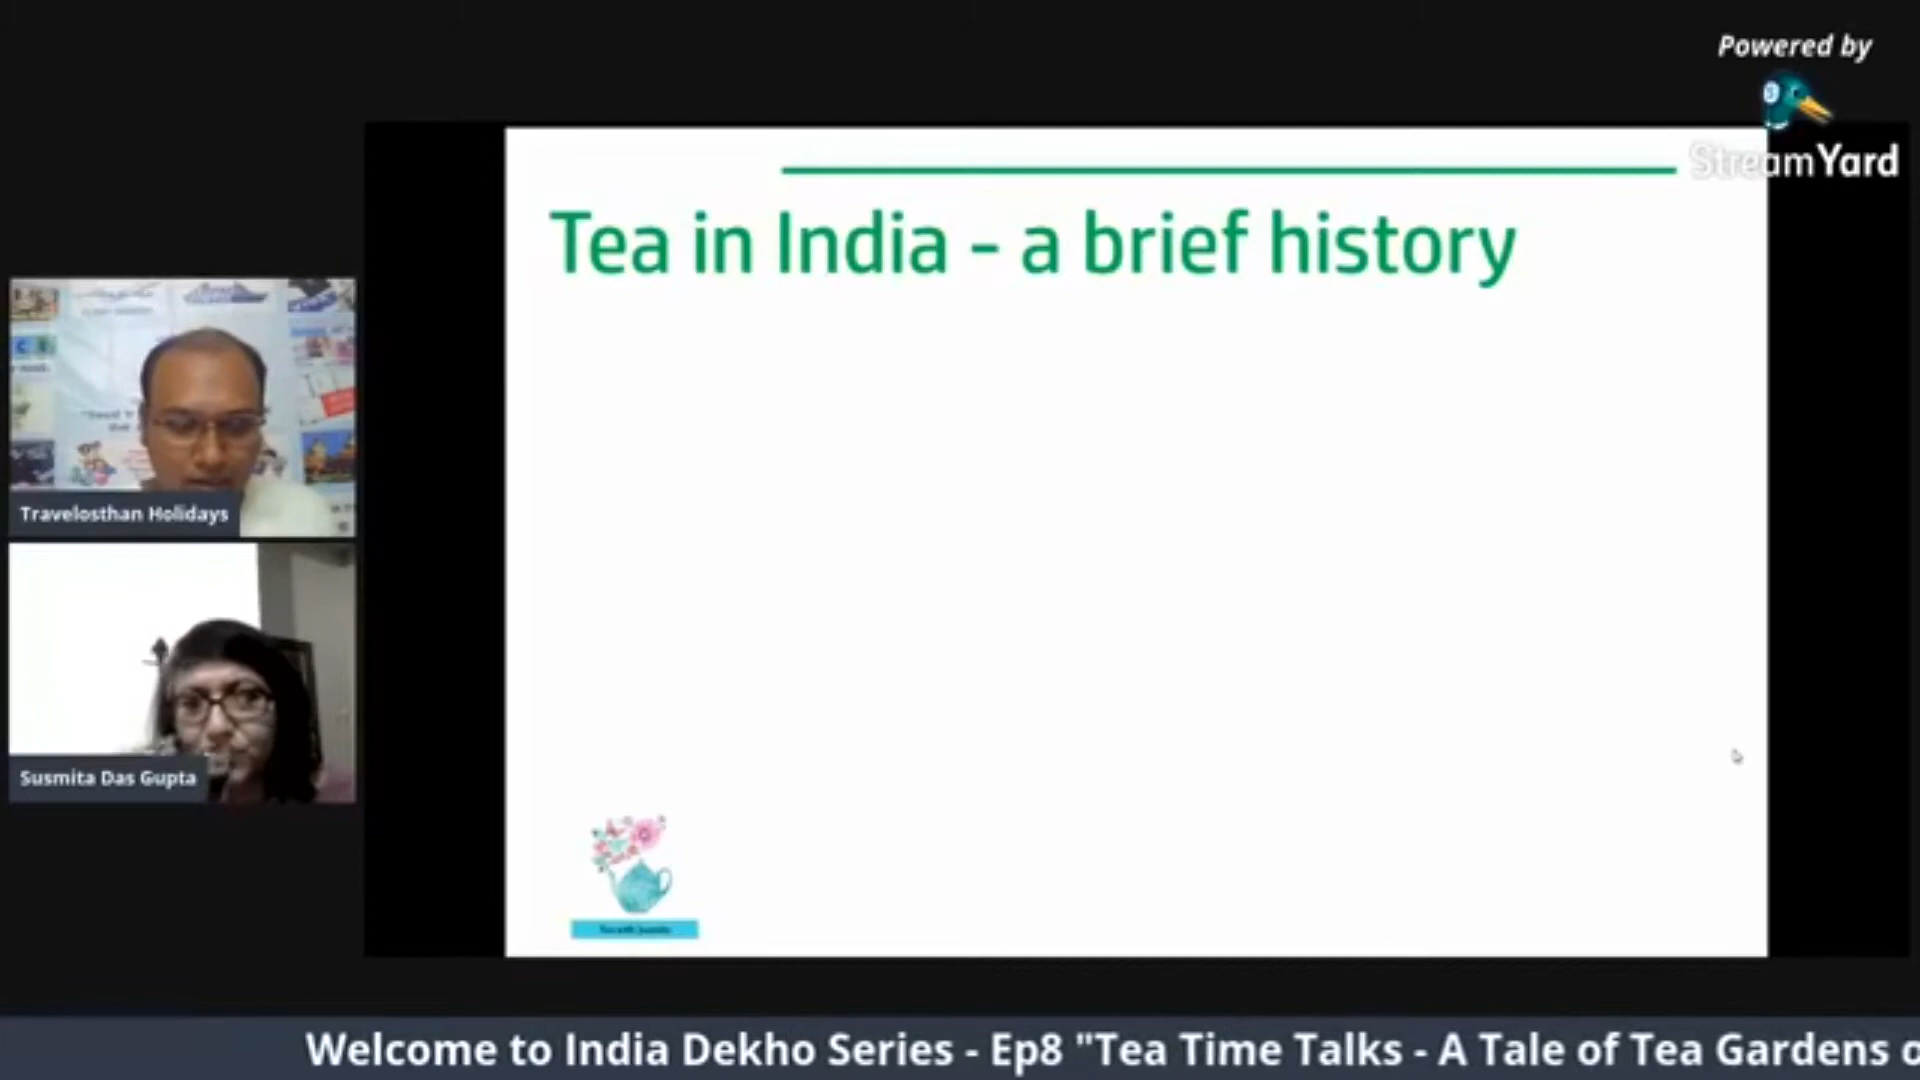 Powered by
StreamYard
Tea in India - a brief history
Travelosthan Holidays
Susmita Das Gupta
Welcome to India Dekho Series - Ep8 "Tea Time Talks - A Tale of Tea Gardens o